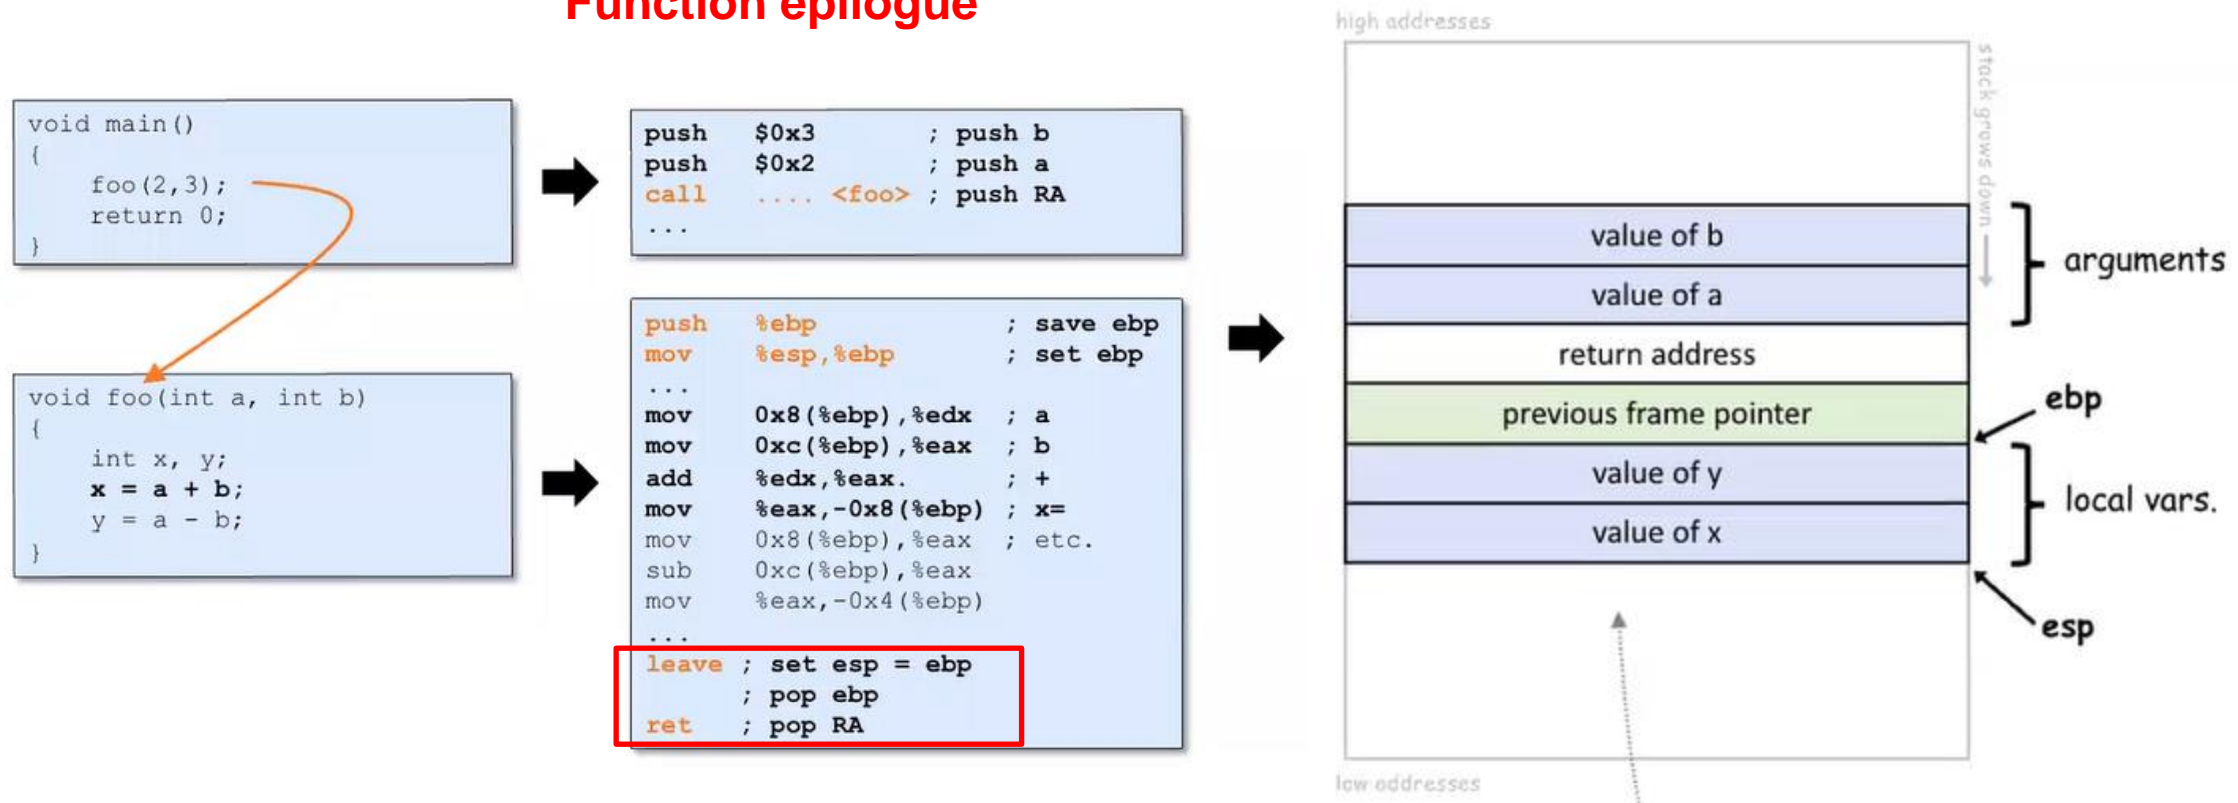 Function epilogue
void main()
{
foo(2,3);
return 0;
}
void foo(int a, int b)
{
int x, y;
x = a + b;
y = a - b;
}
push $0x3 ; push b
push $0x2 ; push a
call .... <foo> ; push RA
...
push %ebp ; save ebp
mov %esp,%ebp ; set ebp
...
mov 0x8(%ebp),%edx ; a
mov 0xc(%ebp),%eax ; b
add %edx,%eax. ; +
mov %eax,-0x8(%ebp) ; x=
mov 0x8(%ebp),%eax ; etc.
sub 0xc(%ebp),%eax
mov %eax,-0x4(%ebp)
...
leave ; set esp = ebp
; pop ebp
ret ; pop RA
high addresses
stack grows down
value of b
value of a
arguments
return address
previous frame pointer
ebp
value of y
value of x
local vars.
esp
low addresses